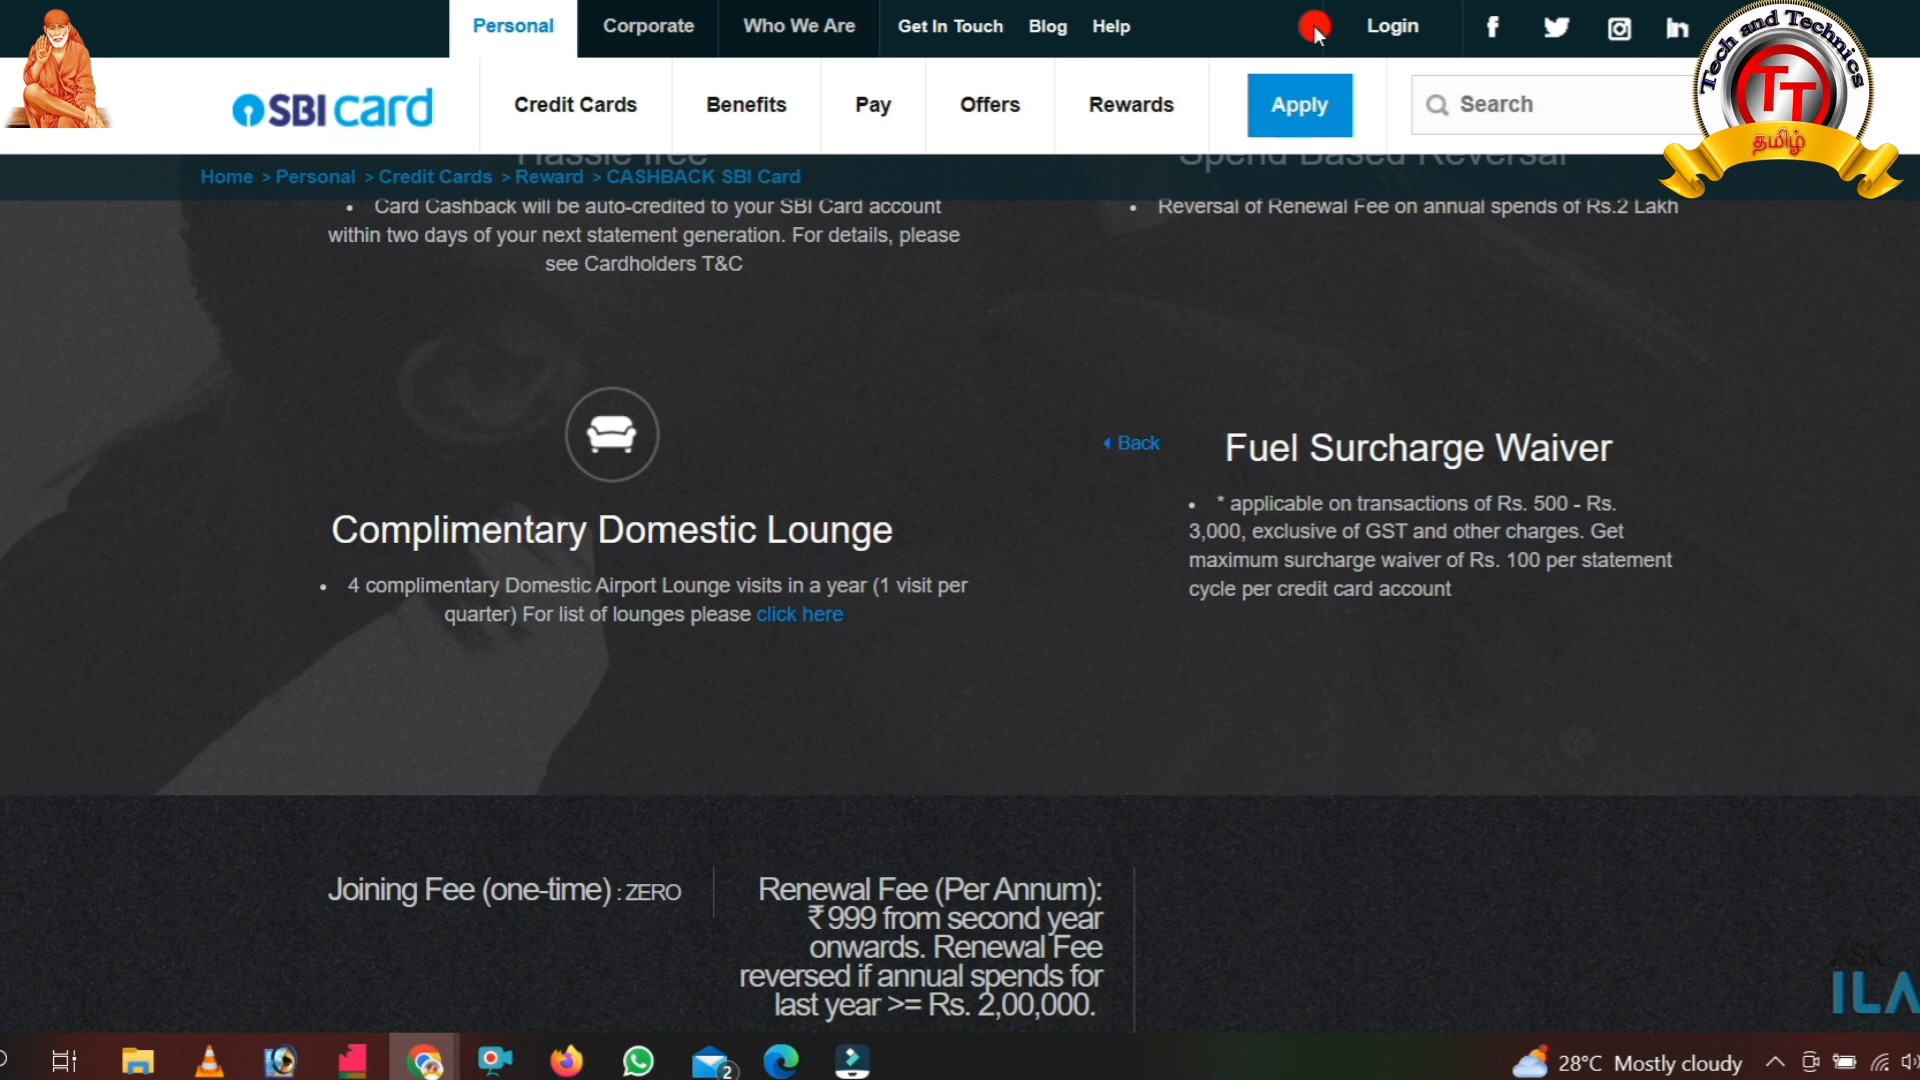 Personal
Corporate
Who We Are
Get In Touch
Blog
Help
Login
Tech and Technics
TT
தமிழ்
SBI card
Credit Cards
Benefits
Pay
Offers
Rewards
Apply
Search
Hassle free
Spend Based Reversal
Home > Personal > Credit Cards > Reward > CASHBACK SBI Card
• Card Cashback will be auto-credited to your SBI Card account
within two days of your next statement generation. For details, please
see Cardholders T&C
• Reversal of Renewal Fee on annual spends of Rs.2 Lakh
Complimentary Domestic Lounge
• 4 complimentary Domestic Airport Lounge visits in a year (1 visit per
quarter) For list of lounges please click here
Back
Fuel Surcharge Waiver
• * applicable on transactions of Rs. 500 - Rs.
3,000, exclusive of GST and other charges. Get
maximum surcharge waiver of Rs. 100 per statement
cycle per credit card account
Joining Fee (one-time) : ZERO
Renewal Fee (Per Annum):
₹ 999 from second year
onwards. Renewal Fee
reversed if annual spends for
last year >= Rs. 2,00,000.
ASK
ILA
2
28°C Mostly cloudy